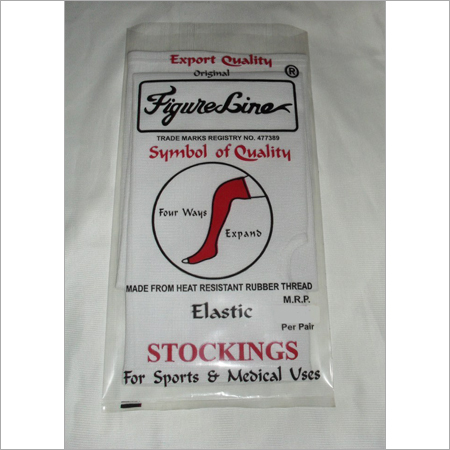 Export Quality
Original
®
FigureLine
TRADE MARKS REGISTRY NO. 477389
Symbol of Quality
Four Ways
Expand
MADE FROM HEAT RESISTANT RUBBER THREAD
M.R.P.
Elastic
Per Pair
STOCKINGS
For Sports & Medical Uses